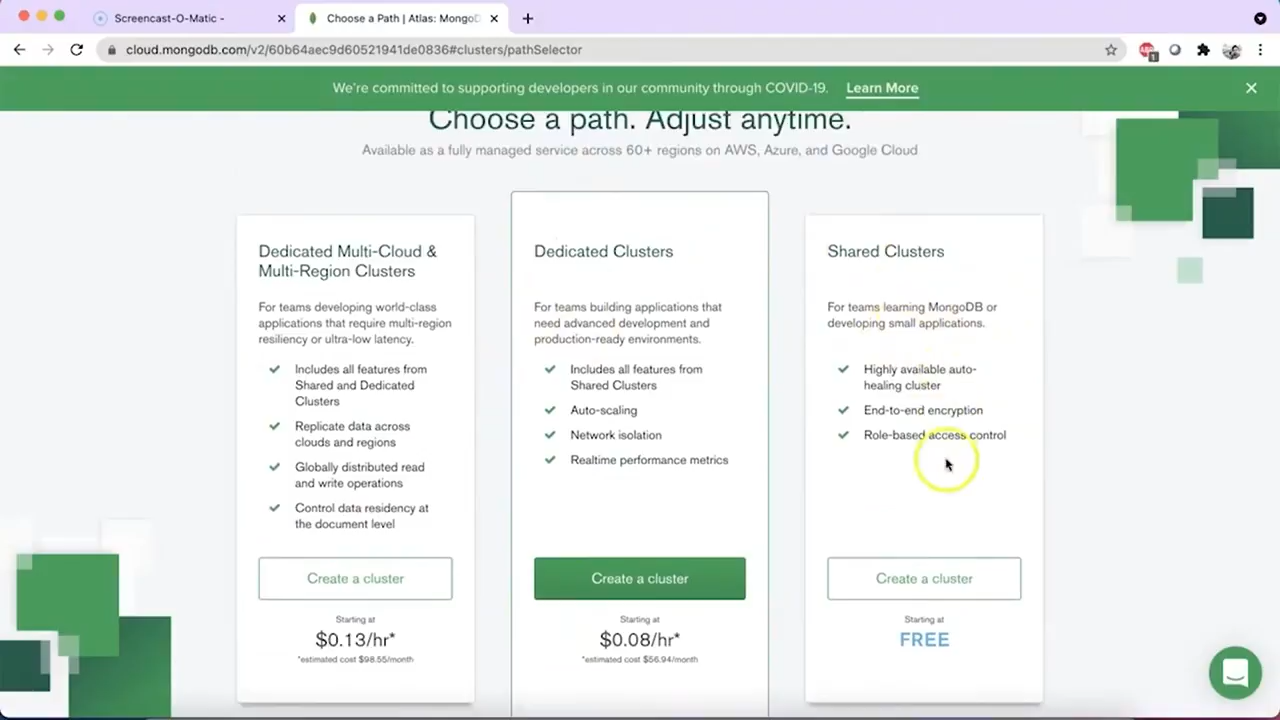 Screencast-O-Matic -
Choose a Path | Atlas: MongoD
cloud.mongodb.com/v2/60b64aec9d60521941de0836#clusters/pathSelector
1
We're committed to supporting developers in our community through COVID-19. Learn More
Choose a path. Adjust anytime.
Available as a fully managed service across 60+ regions on AWS, Azure, and Google Cloud
Dedicated Multi-Cloud &
Multi-Region Clusters
For teams developing world-class
applications that require multi-region
resiliency or ultra-low latency.
Includes all features from
Shared and Dedicated
Clusters
Replicate data across
clouds and regions
Globally distributed read
and write operations
Control data residency at
the document level
Create a cluster
Starting at
$0.13/hr*
*estimated cost $98.55/month
Dedicated Clusters
For teams building applications that
need advanced development and
production-ready environments.
Includes all features from
Shared Clusters
Auto-scaling
Network isolation
Realtime performance metrics
Create a cluster
Starting at
$0.08/hr*
*estimated cost $56.94/month
Shared Clusters
For teams learning MongoDB or
developing small applications.
Highly available auto-
healing cluster
End-to-end encryption
Role-based access control
Create a cluster
Starting at
FREE